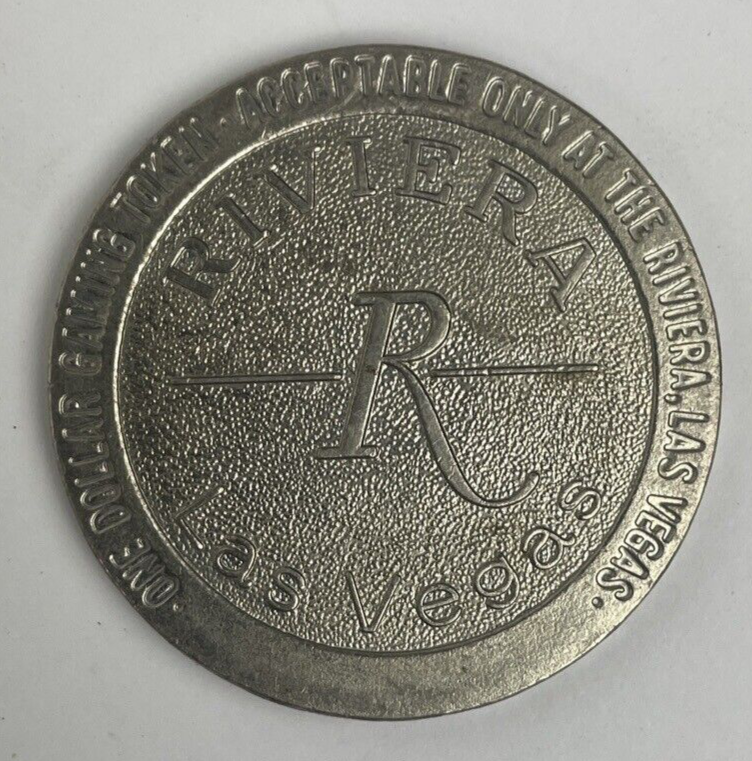 · ONE DOLLAR GAMING TOKEN · ACCEPTABLE ONLY AT THE RIVIERA, LAS VEGAS ·
RIVIERA
R
Las Vegas